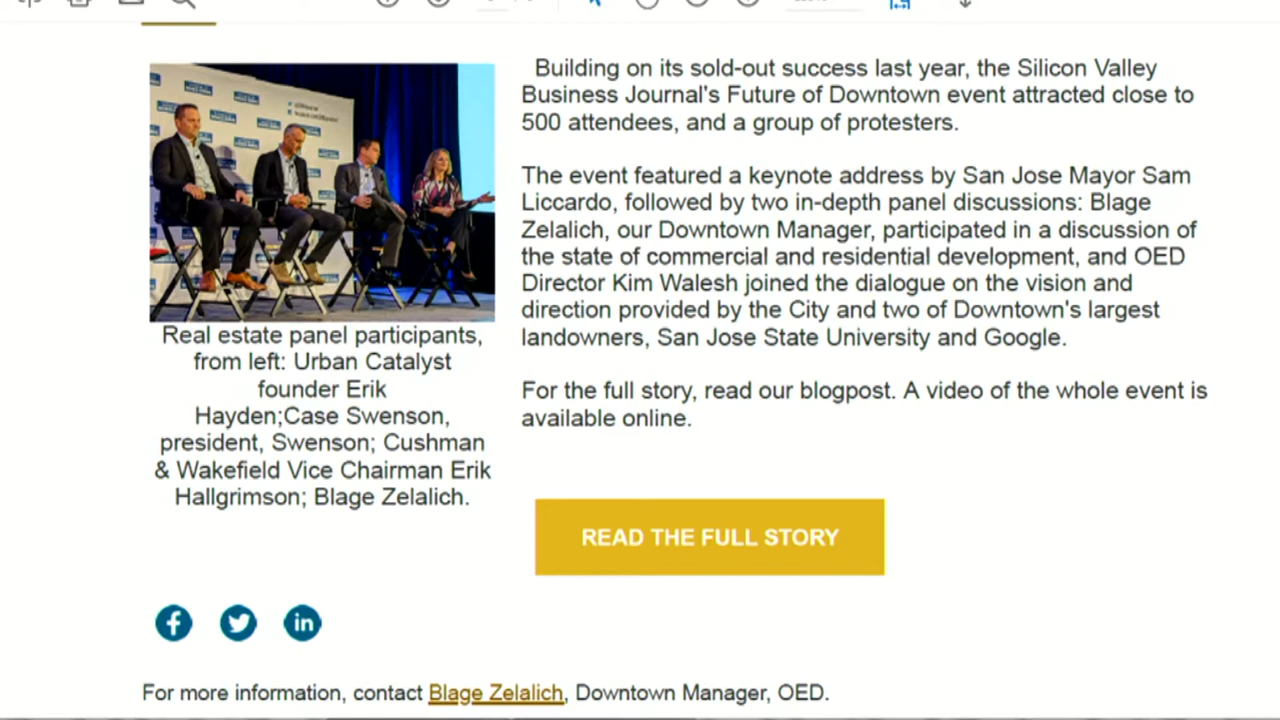 Building on its sold-out success last year, the Silicon Valley
Business Journal's Future of Downtown event attracted close to
500 attendees, and a group of protesters.
The event featured a keynote address by San Jose Mayor Sam
Liccardo, followed by two in-depth panel discussions: Blage
Zelalich, our Downtown Manager, participated in a discussion of
the state of commercial and residential development, and OED
Director Kim Walesh joined the dialogue on the vision and
direction provided by the City and two of Downtown's largest
landowners, San Jose State University and Google.
For the full story, read our blogpost. A video of the whole event is
available online.
Real estate panel participants,
from left: Urban Catalyst
founder Erik
Hayden;Case Swenson,
president, Swenson; Cushman
& Wakefield Vice Chairman Erik
Hallgrimson; Blage Zelalich.
READ THE FULL STORY
For more information, contact Blage Zelalich, Downtown Manager, OED.